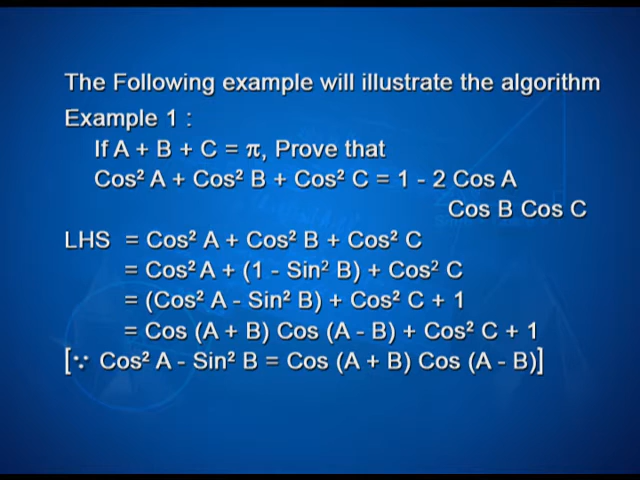 The Following example will illustrate the algorithm
Example 1 :
If A + B + C = π, Prove that
Cos² A + Cos² B + Cos² C = 1 - 2 Cos A
Cos B Cos C
LHS = Cos² A + Cos² B + Cos² C
= Cos² A + (1 - Sin² B) + Cos² C
= (Cos² A - Sin² B) + Cos² C + 1
= Cos (A + B) Cos (A - B) + Cos² C + 1
[∵ Cos² A - Sin² B = Cos (A + B) Cos (A - B)]